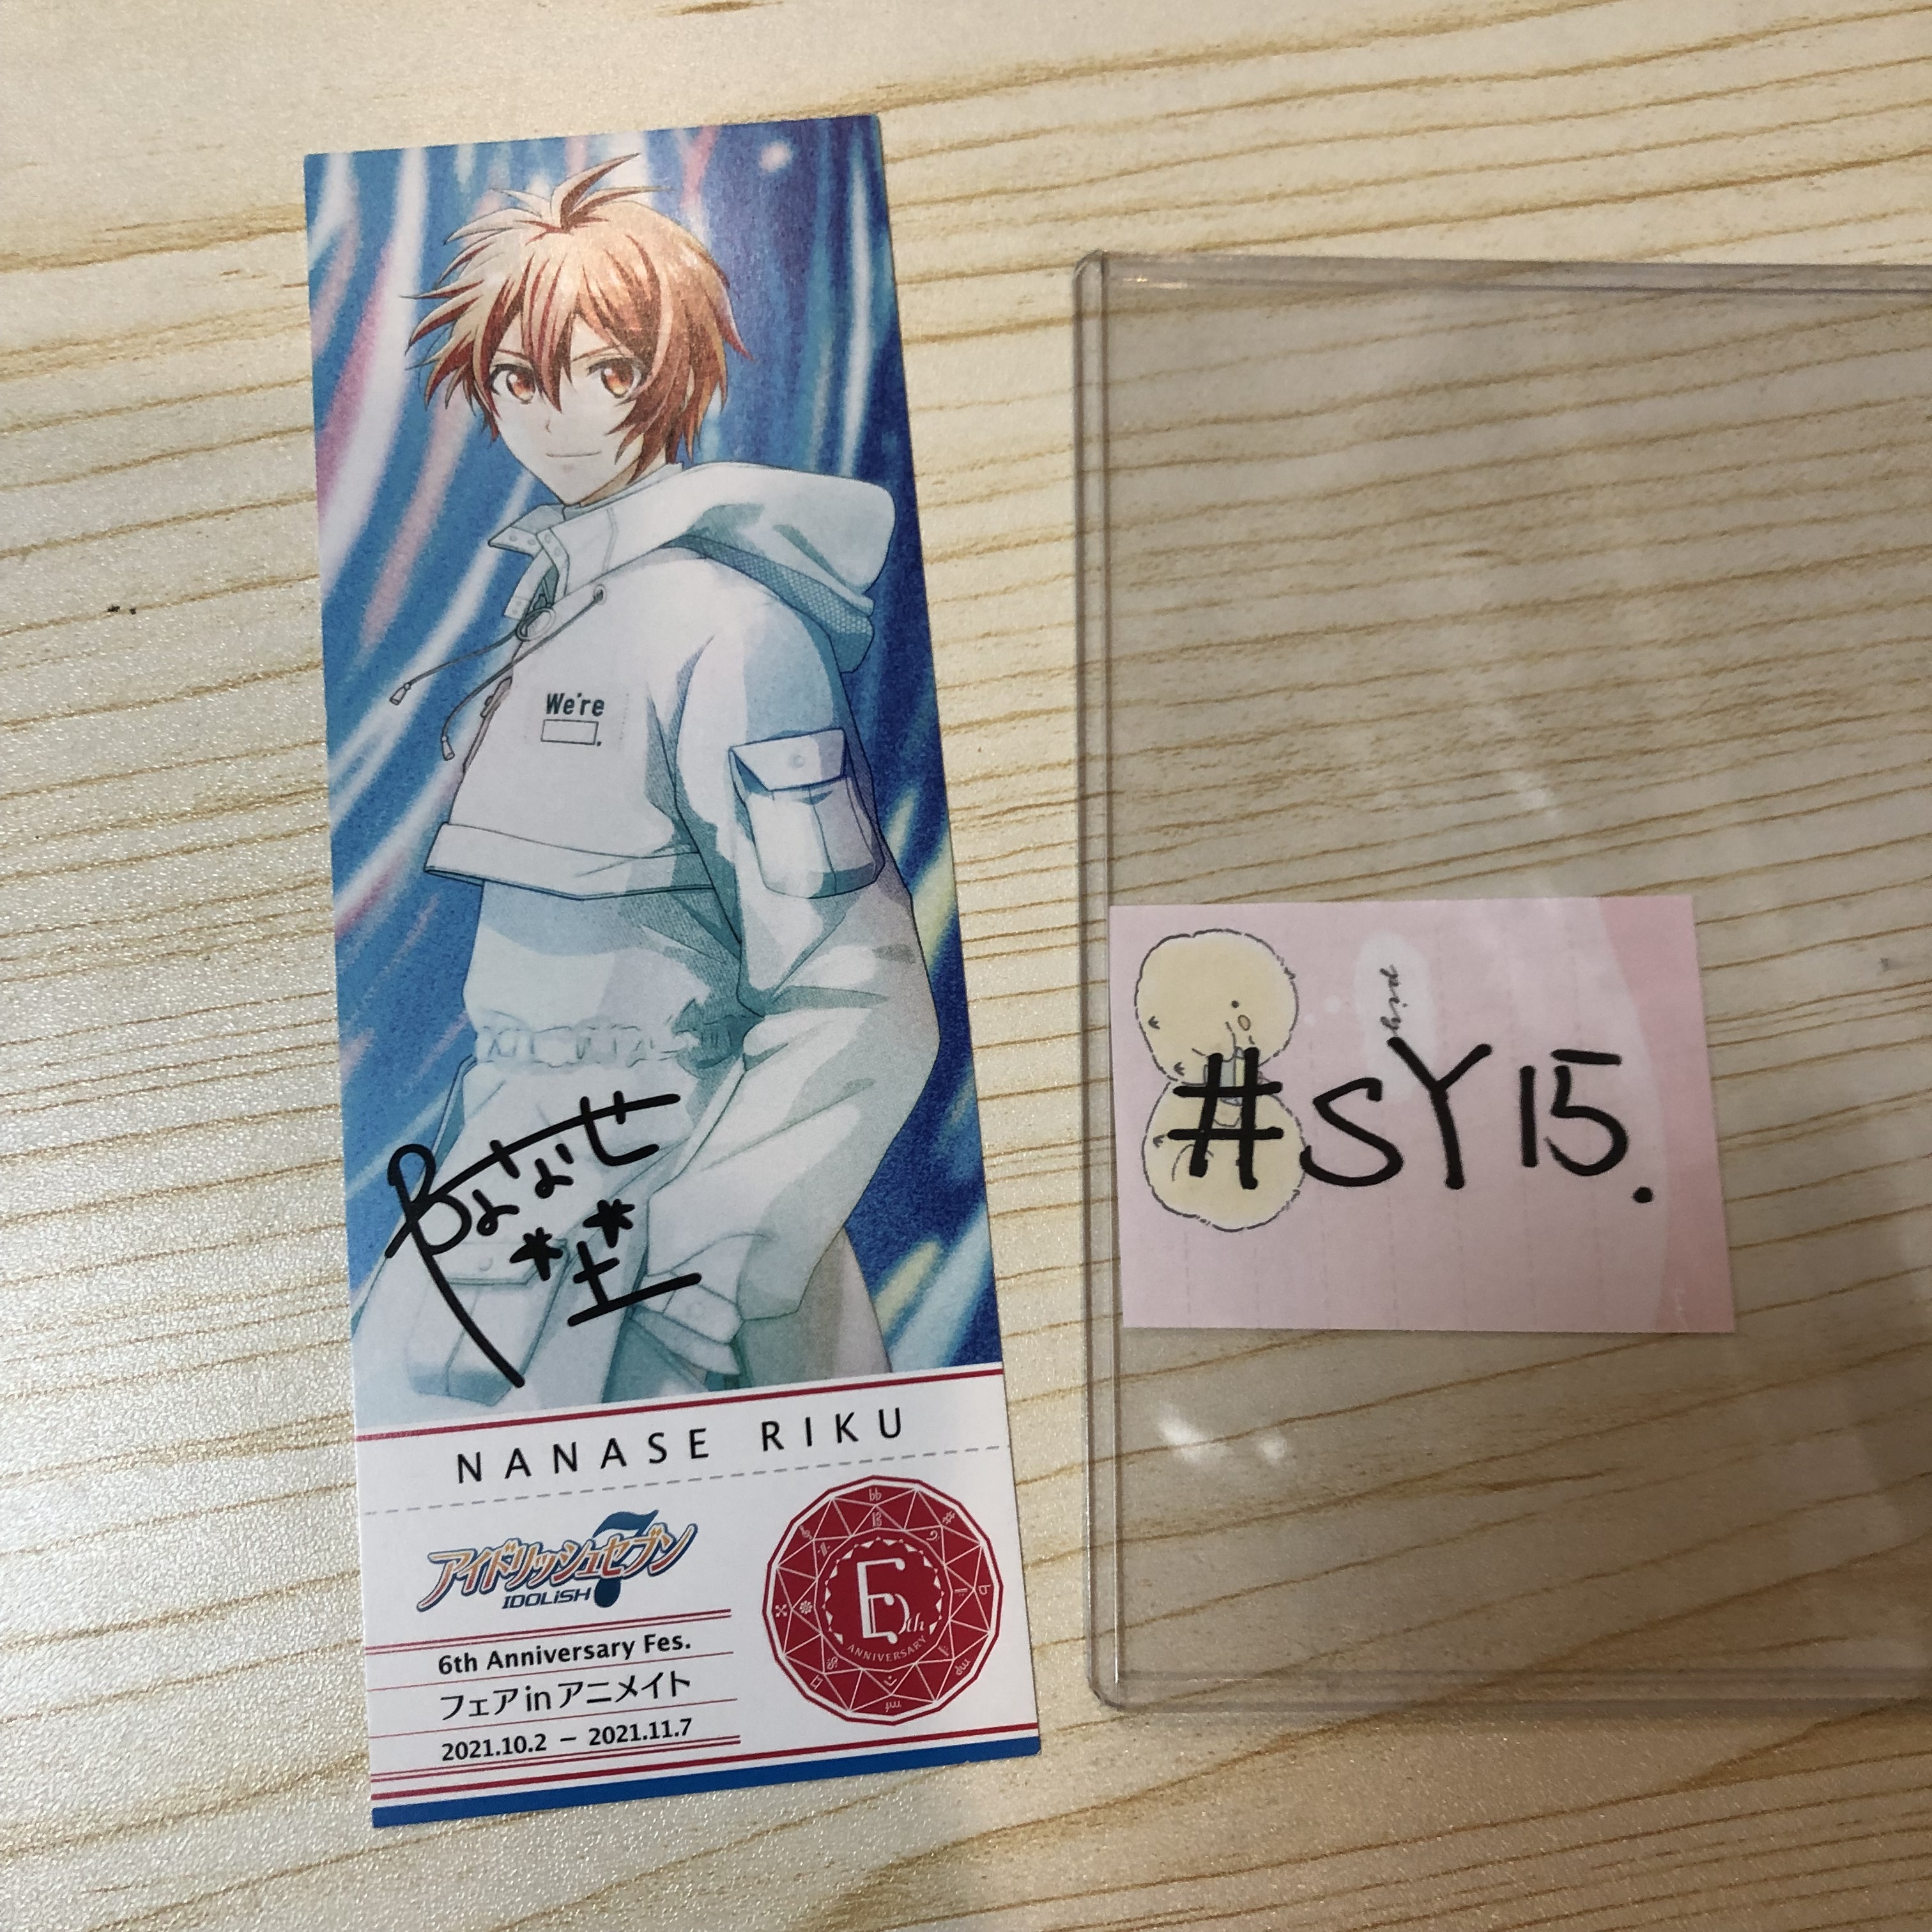 We're
ななせ
陸
NANASE RIKU
アイドリッシュセブン
IDOLiSH7
6th Anniversary Fes.
フェア in アニメイト
2021.10.2 － 2021.11.7
6th
ANNIVERSARY
piyo
#SY15.